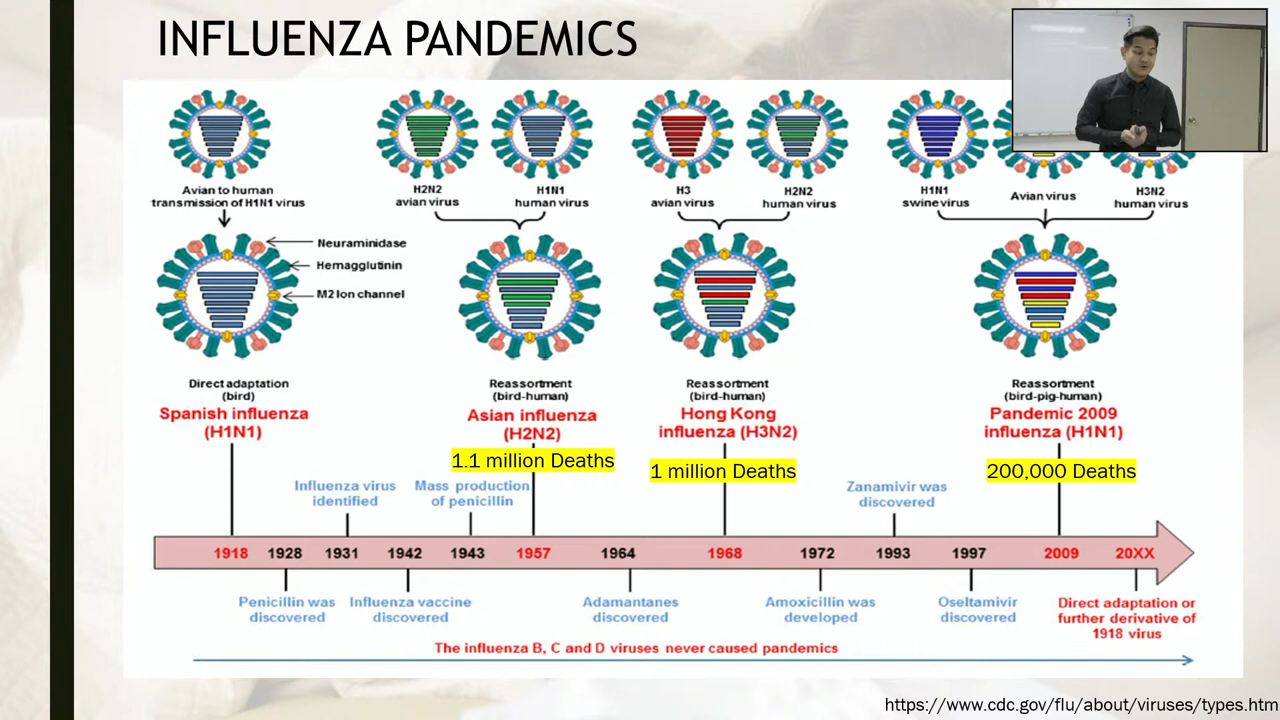 INFLUENZA PANDEMICS
Avian to human
transmission of H1N1 virus
H2N2
avian virus
H1N1
human virus
H3
avian virus
H2N2
human virus
H1N1
swine virus
Avian virus
H3N2
human virus
Neuraminidase
Hemagglutinin
M2 Ion channel
Direct adaptation
(bird)
Spanish influenza
(H1N1)
Reassortment
(bird-human)
Asian influenza
(H2N2)
1.1 million Deaths
Reassortment
(bird-human)
Hong Kong
influenza (H3N2)
1 million Deaths
Reassortment
(bird-pig-human)
Pandemic 2009
influenza (H1N1)
200,000 Deaths
Influenza virus
identified
Mass production
of penicillin
Zanamivir was
discovered
1918 1928 1931 1942 1943 1957 1964 1968 1972 1993 1997 2009 20XX
Penicillin was
discovered
Influenza vaccine
discovered
Adamantanes
discovered
Amoxicillin was
developed
Oseltamivir
discovered
Direct adaptation or
further derivative of
1918 virus
The influenza B, C and D viruses never caused pandemics
https://www.cdc.gov/flu/about/viruses/types.htm